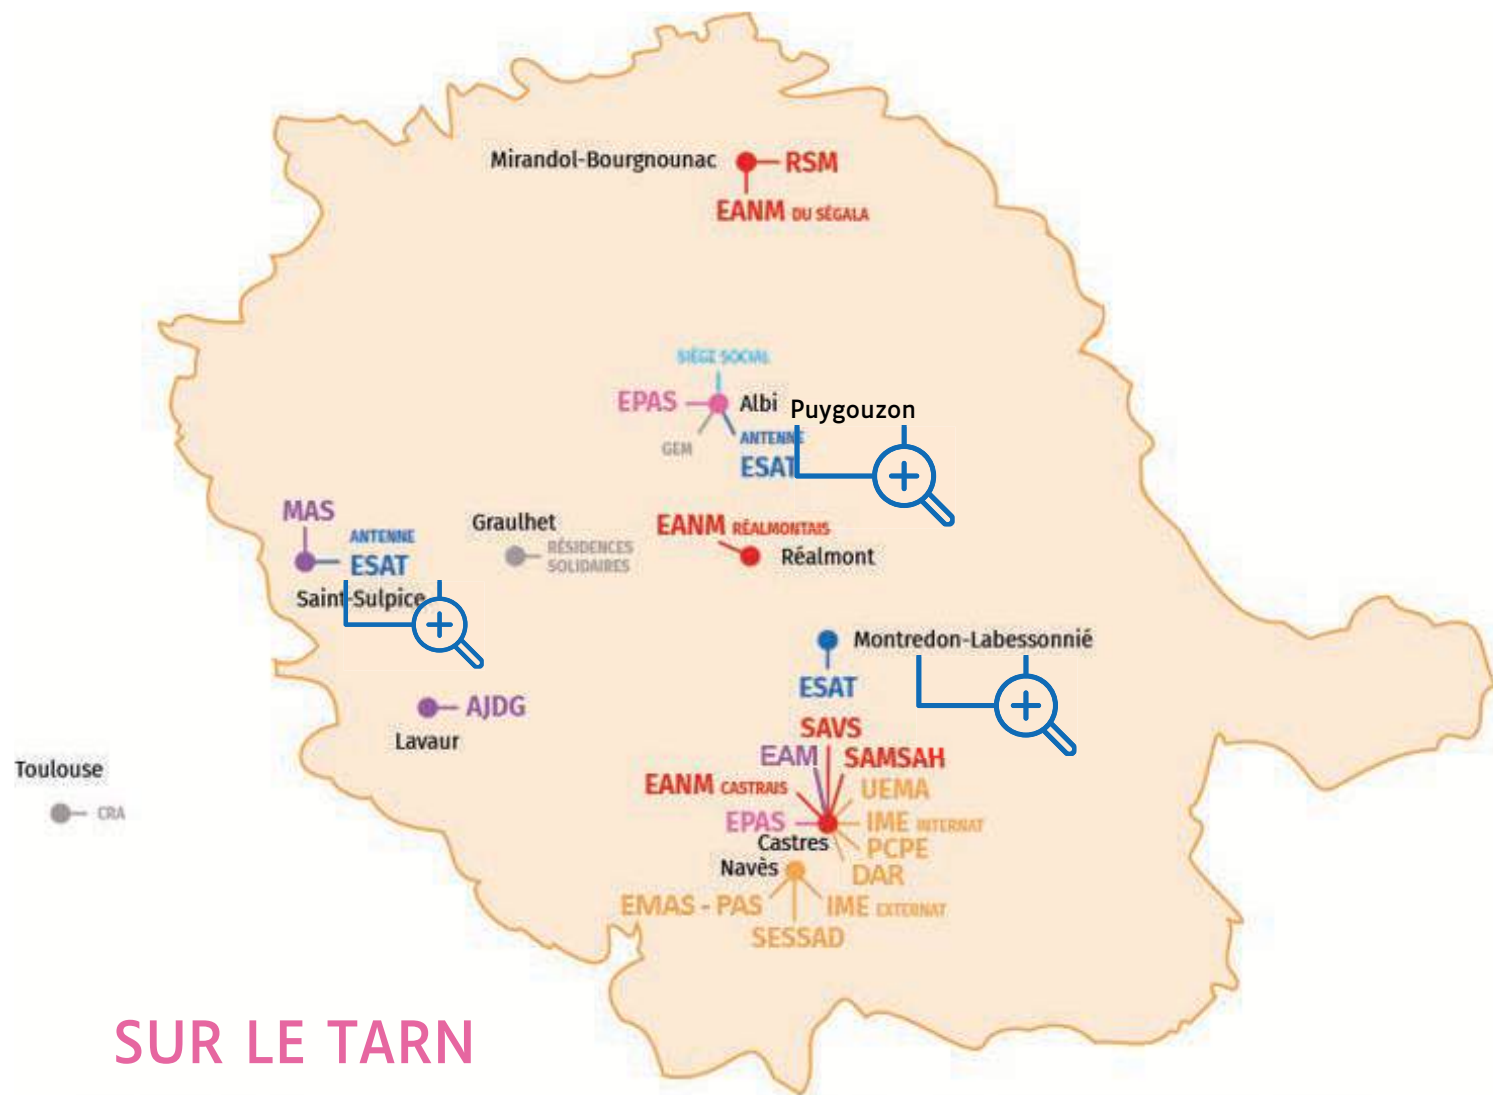 Mirandol-Bourgnounac
RSM
EANM DU SÉGALA
SIÈGE SOCIAL
EPAS
Albi
Puygouzon
GEM
ANTENNE
ESAT
MAS
ANTENNE
ESAT
Saint-Sulpice
Graulhet
RÉSIDENCES
SOLIDAIRES
EANM RÉALMONTAIS
Réalmont
Montredon-Labessonnié
ESAT
AJDG
Lavaur
SAVS
EAM
SAMSAH
EANM CASTRAIS
UEMA
EPAS
IME INTERNAT
Castres
PCPE
Navès
DAR
EMAS - PAS
IME EXTERNAT
SESSAD
Toulouse
CRA
SUR LE TARN